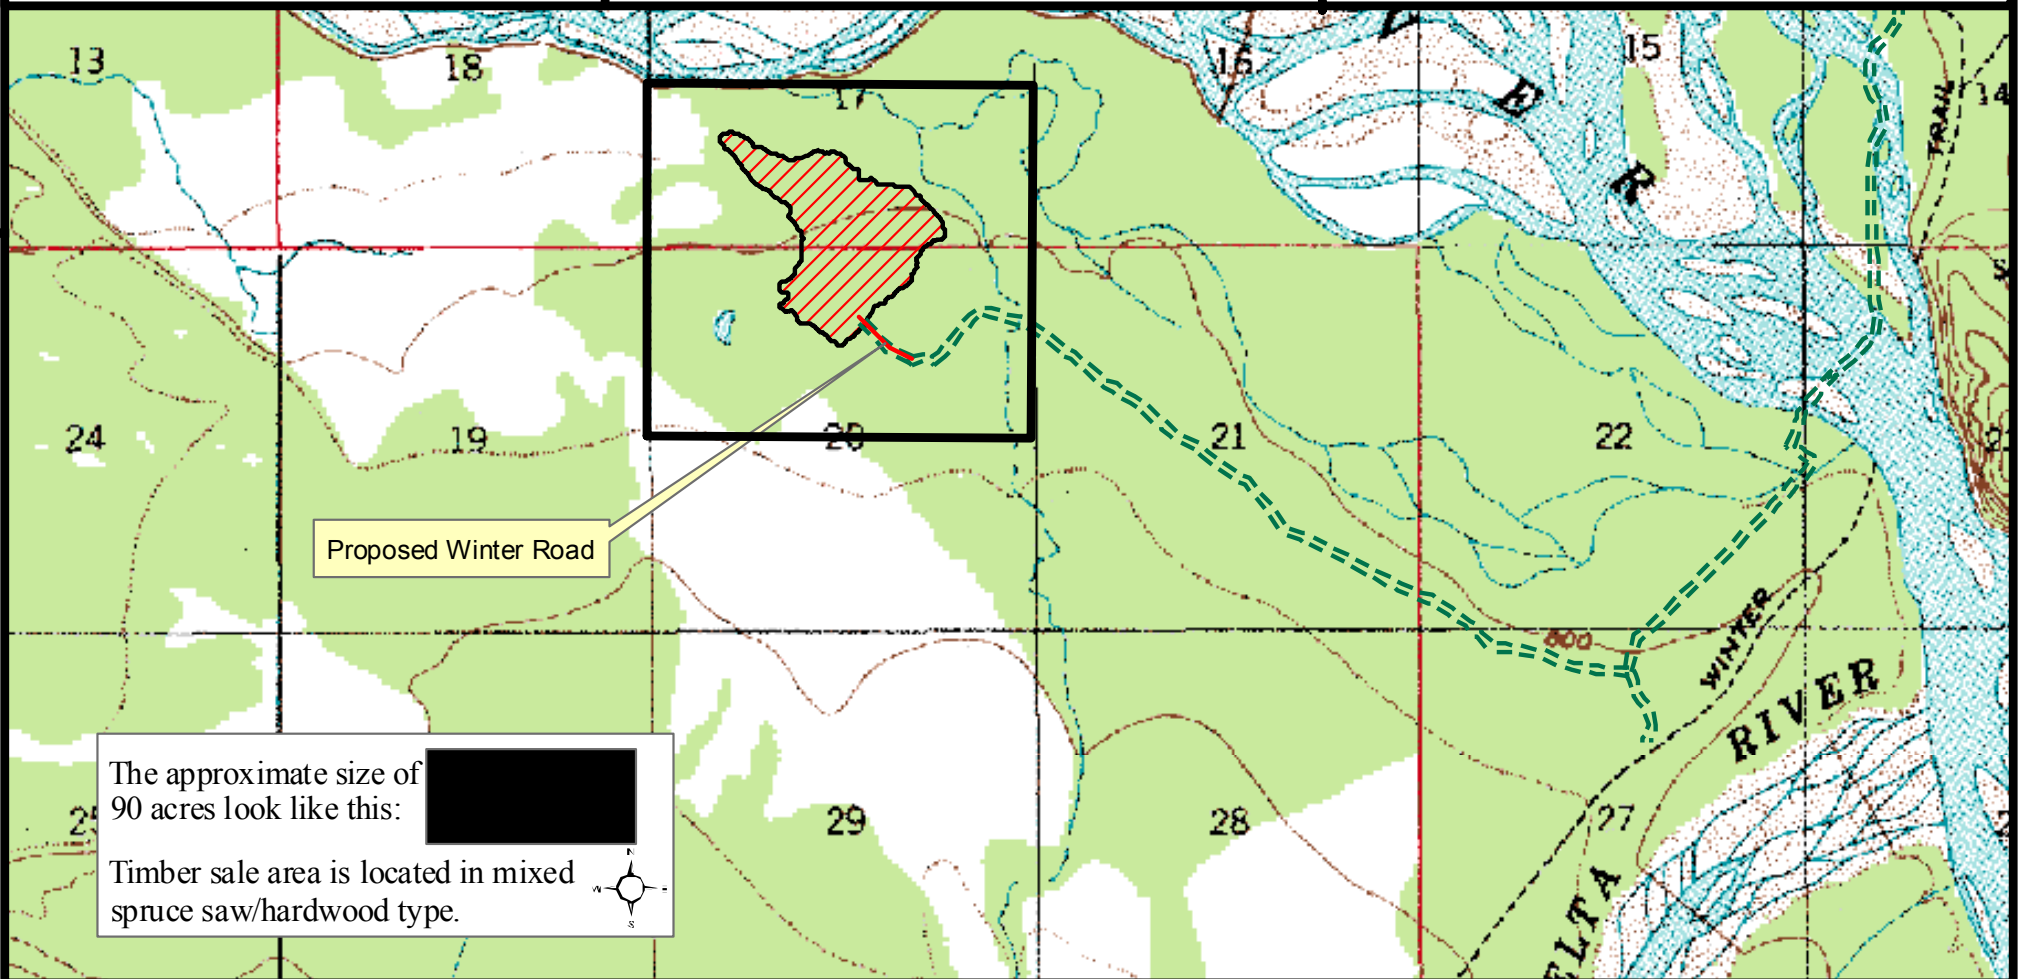 13
18
17
16
15
14
TRAIL
E
R
24
19
20
21
22
Proposed Winter Road
800
WINTER
RIVER
The approximate size of
90 acres look like this:
25
29
28
27
Timber sale area is located in mixed
spruce saw/hardwood type.
N
W
E
S
ELTA